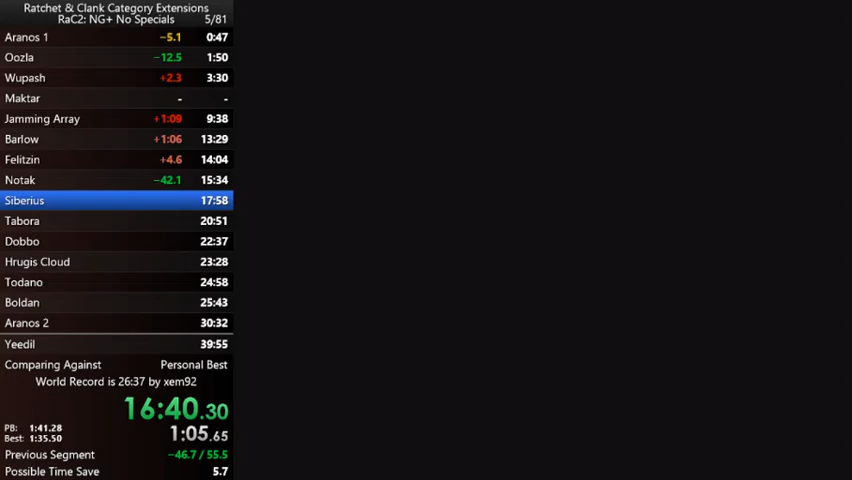 Ratchet & Clank Category Extensions
RaC2: NG+ No Specials 5/81
Aranos 1 −5.1 0:47
Oozla −12.5 1:50
Wupash +2.3 3:30
Maktar - -
Jamming Array +1:09 9:38
Barlow +1:06 13:29
Felitzin +4.6 14:04
Notak −42.1 15:34
Siberius 17:58
Tabora 20:51
Dobbo 22:37
Hrugis Cloud 23:28
Todano 24:58
Boldan 25:43
Aranos 2 30:32
Yeedil 39:55
Comparing Against Personal Best
World Record is 26:37 by xem92
16:40.30
PB: 1:41.28
Best: 1:35.50
1:05.65
Previous Segment −46.7 / 55.5
Possible Time Save 5.7